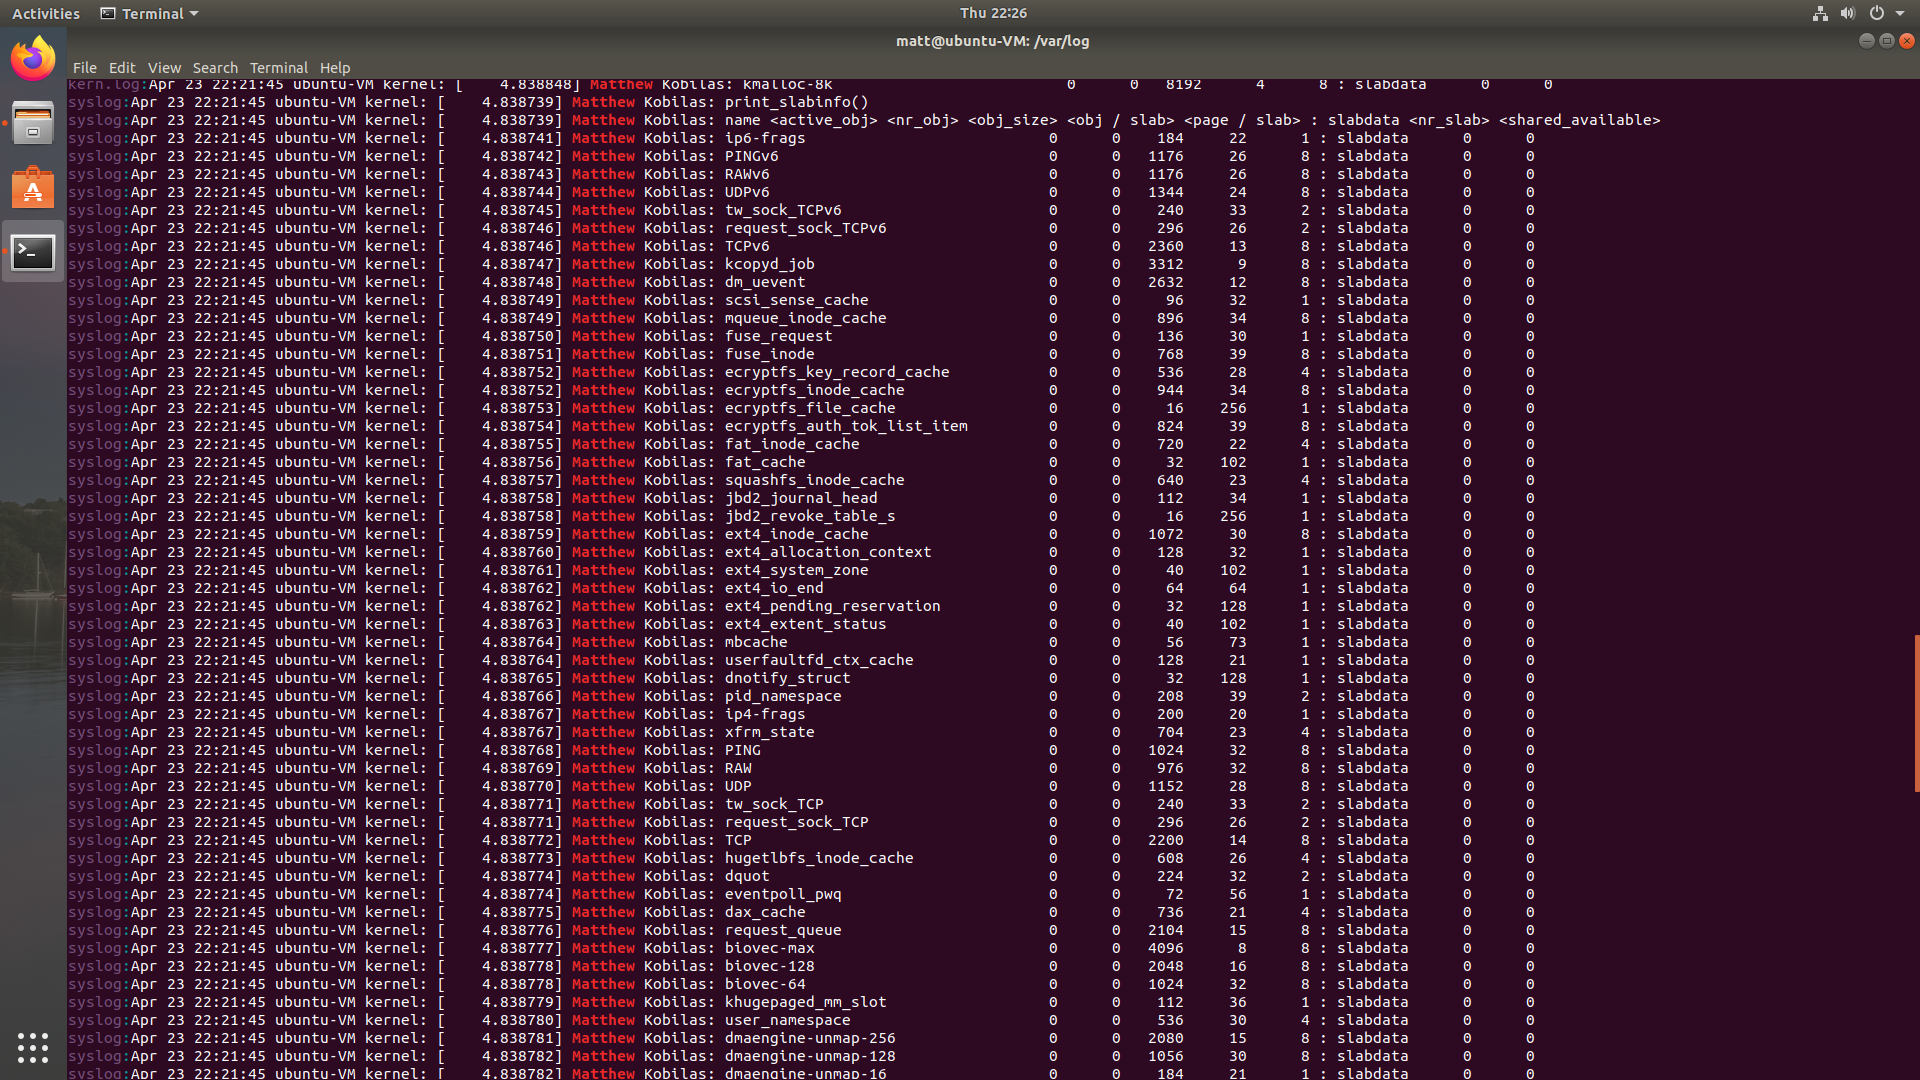 Activities Terminal Thu 22:26
matt@ubuntu-VM: /var/log
File Edit View Search Terminal Help
kern.log:Apr 23 22:21:45 ubuntu-VM kernel: [    4.838848] Matthew Kobilas: kmalloc-8k 0 0 8192 4 8 : slabdata 0 0
syslog:Apr 23 22:21:45 ubuntu-VM kernel: [    4.838739] Matthew Kobilas: print_slabinfo()
syslog:Apr 23 22:21:45 ubuntu-VM kernel: [    4.838739] Matthew Kobilas: name <active_obj> <nr_obj> <obj_size> <obj / slab> <page / slab> : slabdata <nr_slab> <shared_available>
syslog:Apr 23 22:21:45 ubuntu-VM kernel: [    4.838741] Matthew Kobilas: ip6-frags 0 0 184 22 1 : slabdata 0 0
syslog:Apr 23 22:21:45 ubuntu-VM kernel: [    4.838742] Matthew Kobilas: PINGv6 0 0 1176 26 8 : slabdata 0 0
syslog:Apr 23 22:21:45 ubuntu-VM kernel: [    4.838743] Matthew Kobilas: RAWv6 0 0 1176 26 8 : slabdata 0 0
syslog:Apr 23 22:21:45 ubuntu-VM kernel: [    4.838744] Matthew Kobilas: UDPv6 0 0 1344 24 8 : slabdata 0 0
syslog:Apr 23 22:21:45 ubuntu-VM kernel: [    4.838745] Matthew Kobilas: tw_sock_TCPv6 0 0 240 33 2 : slabdata 0 0
syslog:Apr 23 22:21:45 ubuntu-VM kernel: [    4.838746] Matthew Kobilas: request_sock_TCPv6 0 0 296 26 2 : slabdata 0 0
syslog:Apr 23 22:21:45 ubuntu-VM kernel: [    4.838746] Matthew Kobilas: TCPv6 0 0 2360 13 8 : slabdata 0 0
syslog:Apr 23 22:21:45 ubuntu-VM kernel: [    4.838747] Matthew Kobilas: kcopyd_job 0 0 3312 9 8 : slabdata 0 0
syslog:Apr 23 22:21:45 ubuntu-VM kernel: [    4.838748] Matthew Kobilas: dm_uevent 0 0 2632 12 8 : slabdata 0 0
syslog:Apr 23 22:21:45 ubuntu-VM kernel: [    4.838749] Matthew Kobilas: scsi_sense_cache 0 0 96 32 1 : slabdata 0 0
syslog:Apr 23 22:21:45 ubuntu-VM kernel: [    4.838749] Matthew Kobilas: mqueue_inode_cache 0 0 896 34 8 : slabdata 0 0
syslog:Apr 23 22:21:45 ubuntu-VM kernel: [    4.838750] Matthew Kobilas: fuse_request 0 0 136 30 1 : slabdata 0 0
syslog:Apr 23 22:21:45 ubuntu-VM kernel: [    4.838751] Matthew Kobilas: fuse_inode 0 0 768 39 8 : slabdata 0 0
syslog:Apr 23 22:21:45 ubuntu-VM kernel: [    4.838752] Matthew Kobilas: ecryptfs_key_record_cache 0 0 536 28 4 : slabdata 0 0
syslog:Apr 23 22:21:45 ubuntu-VM kernel: [    4.838752] Matthew Kobilas: ecryptfs_inode_cache 0 0 944 34 8 : slabdata 0 0
syslog:Apr 23 22:21:45 ubuntu-VM kernel: [    4.838753] Matthew Kobilas: ecryptfs_file_cache 0 0 16 256 1 : slabdata 0 0
syslog:Apr 23 22:21:45 ubuntu-VM kernel: [    4.838754] Matthew Kobilas: ecryptfs_auth_tok_list_item 0 0 824 39 8 : slabdata 0 0
syslog:Apr 23 22:21:45 ubuntu-VM kernel: [    4.838755] Matthew Kobilas: fat_inode_cache 0 0 720 22 4 : slabdata 0 0
syslog:Apr 23 22:21:45 ubuntu-VM kernel: [    4.838756] Matthew Kobilas: fat_cache 0 0 32 102 1 : slabdata 0 0
syslog:Apr 23 22:21:45 ubuntu-VM kernel: [    4.838757] Matthew Kobilas: squashfs_inode_cache 0 0 640 23 4 : slabdata 0 0
syslog:Apr 23 22:21:45 ubuntu-VM kernel: [    4.838758] Matthew Kobilas: jbd2_journal_head 0 0 112 34 1 : slabdata 0 0
syslog:Apr 23 22:21:45 ubuntu-VM kernel: [    4.838758] Matthew Kobilas: jbd2_revoke_table_s 0 0 16 256 1 : slabdata 0 0
syslog:Apr 23 22:21:45 ubuntu-VM kernel: [    4.838759] Matthew Kobilas: ext4_inode_cache 0 0 1072 30 8 : slabdata 0 0
syslog:Apr 23 22:21:45 ubuntu-VM kernel: [    4.838760] Matthew Kobilas: ext4_allocation_context 0 0 128 32 1 : slabdata 0 0
syslog:Apr 23 22:21:45 ubuntu-VM kernel: [    4.838761] Matthew Kobilas: ext4_system_zone 0 0 40 102 1 : slabdata 0 0
syslog:Apr 23 22:21:45 ubuntu-VM kernel: [    4.838762] Matthew Kobilas: ext4_io_end 0 0 64 64 1 : slabdata 0 0
syslog:Apr 23 22:21:45 ubuntu-VM kernel: [    4.838762] Matthew Kobilas: ext4_pending_reservation 0 0 32 128 1 : slabdata 0 0
syslog:Apr 23 22:21:45 ubuntu-VM kernel: [    4.838763] Matthew Kobilas: ext4_extent_status 0 0 40 102 1 : slabdata 0 0
syslog:Apr 23 22:21:45 ubuntu-VM kernel: [    4.838764] Matthew Kobilas: mbcache 0 0 56 73 1 : slabdata 0 0
syslog:Apr 23 22:21:45 ubuntu-VM kernel: [    4.838764] Matthew Kobilas: userfaultfd_ctx_cache 0 0 128 21 1 : slabdata 0 0
syslog:Apr 23 22:21:45 ubuntu-VM kernel: [    4.838765] Matthew Kobilas: dnotify_struct 0 0 32 128 1 : slabdata 0 0
syslog:Apr 23 22:21:45 ubuntu-VM kernel: [    4.838766] Matthew Kobilas: pid_namespace 0 0 208 39 2 : slabdata 0 0
syslog:Apr 23 22:21:45 ubuntu-VM kernel: [    4.838767] Matthew Kobilas: ip4-frags 0 0 200 20 1 : slabdata 0 0
syslog:Apr 23 22:21:45 ubuntu-VM kernel: [    4.838767] Matthew Kobilas: xfrm_state 0 0 704 23 4 : slabdata 0 0
syslog:Apr 23 22:21:45 ubuntu-VM kernel: [    4.838768] Matthew Kobilas: PING 0 0 1024 32 8 : slabdata 0 0
syslog:Apr 23 22:21:45 ubuntu-VM kernel: [    4.838769] Matthew Kobilas: RAW 0 0 976 32 8 : slabdata 0 0
syslog:Apr 23 22:21:45 ubuntu-VM kernel: [    4.838770] Matthew Kobilas: UDP 0 0 1152 28 8 : slabdata 0 0
syslog:Apr 23 22:21:45 ubuntu-VM kernel: [    4.838771] Matthew Kobilas: tw_sock_TCP 0 0 240 33 2 : slabdata 0 0
syslog:Apr 23 22:21:45 ubuntu-VM kernel: [    4.838771] Matthew Kobilas: request_sock_TCP 0 0 296 26 2 : slabdata 0 0
syslog:Apr 23 22:21:45 ubuntu-VM kernel: [    4.838772] Matthew Kobilas: TCP 0 0 2200 14 8 : slabdata 0 0
syslog:Apr 23 22:21:45 ubuntu-VM kernel: [    4.838773] Matthew Kobilas: hugetlbfs_inode_cache 0 0 608 26 4 : slabdata 0 0
syslog:Apr 23 22:21:45 ubuntu-VM kernel: [    4.838774] Matthew Kobilas: dquot 0 0 224 32 2 : slabdata 0 0
syslog:Apr 23 22:21:45 ubuntu-VM kernel: [    4.838774] Matthew Kobilas: eventpoll_pwq 0 0 72 56 1 : slabdata 0 0
syslog:Apr 23 22:21:45 ubuntu-VM kernel: [    4.838775] Matthew Kobilas: dax_cache 0 0 736 21 4 : slabdata 0 0
syslog:Apr 23 22:21:45 ubuntu-VM kernel: [    4.838776] Matthew Kobilas: request_queue 0 0 2104 15 8 : slabdata 0 0
syslog:Apr 23 22:21:45 ubuntu-VM kernel: [    4.838777] Matthew Kobilas: biovec-max 0 0 4096 8 8 : slabdata 0 0
syslog:Apr 23 22:21:45 ubuntu-VM kernel: [    4.838778] Matthew Kobilas: biovec-128 0 0 2048 16 8 : slabdata 0 0
syslog:Apr 23 22:21:45 ubuntu-VM kernel: [    4.838778] Matthew Kobilas: biovec-64 0 0 1024 32 8 : slabdata 0 0
syslog:Apr 23 22:21:45 ubuntu-VM kernel: [    4.838779] Matthew Kobilas: khugepaged_mm_slot 0 0 112 36 1 : slabdata 0 0
syslog:Apr 23 22:21:45 ubuntu-VM kernel: [    4.838780] Matthew Kobilas: user_namespace 0 0 536 30 4 : slabdata 0 0
syslog:Apr 23 22:21:45 ubuntu-VM kernel: [    4.838781] Matthew Kobilas: dmaengine-unmap-256 0 0 2080 15 8 : slabdata 0 0
syslog:Apr 23 22:21:45 ubuntu-VM kernel: [    4.838782] Matthew Kobilas: dmaengine-unmap-128 0 0 1056 30 8 : slabdata 0 0
syslog:Apr 23 22:21:45 ubuntu-VM kernel: [    4.838782] Matthew Kobilas: dmaengine-unmap-16 0 0 184 21 1 : slabdata 0 0